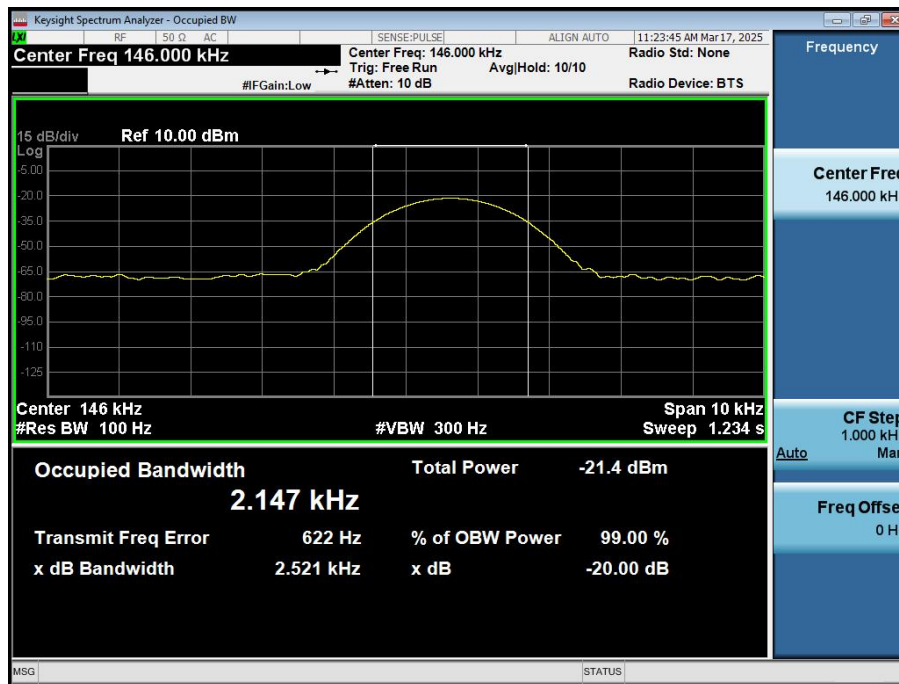 Keysight Spectrum Analyzer - Occupied BW
LXI RF 50 Ω AC SENSE:PULSE ALIGN AUTO 11:23:45 AM Mar 17, 2025
Center Freq 146.000 kHz
Center Freq: 146.000 kHz
Radio Std: None
Trig: Free Run
Avg|Hold: 10/10
#IFGain:Low
#Atten: 10 dB
Radio Device: BTS
15 dB/div
Ref 10.00 dBm
Log
-5.00
-20.0
-35.0
-50.0
-65.0
-80.0
-95.0
-110
-125
Center 146 kHz
Span 10 kHz
#Res BW 100 Hz
#VBW 300 Hz
Sweep 1.234 s
Occupied Bandwidth
2.147 kHz
Total Power -21.4 dBm
Transmit Freq Error 622 Hz
% of OBW Power 99.00 %
x dB Bandwidth 2.521 kHz
x dB -20.00 dB
Frequency
Center Freq
146.000 kH
CF Step
1.000 kH
Auto Man
Freq Offse
0 H
MSG
STATUS